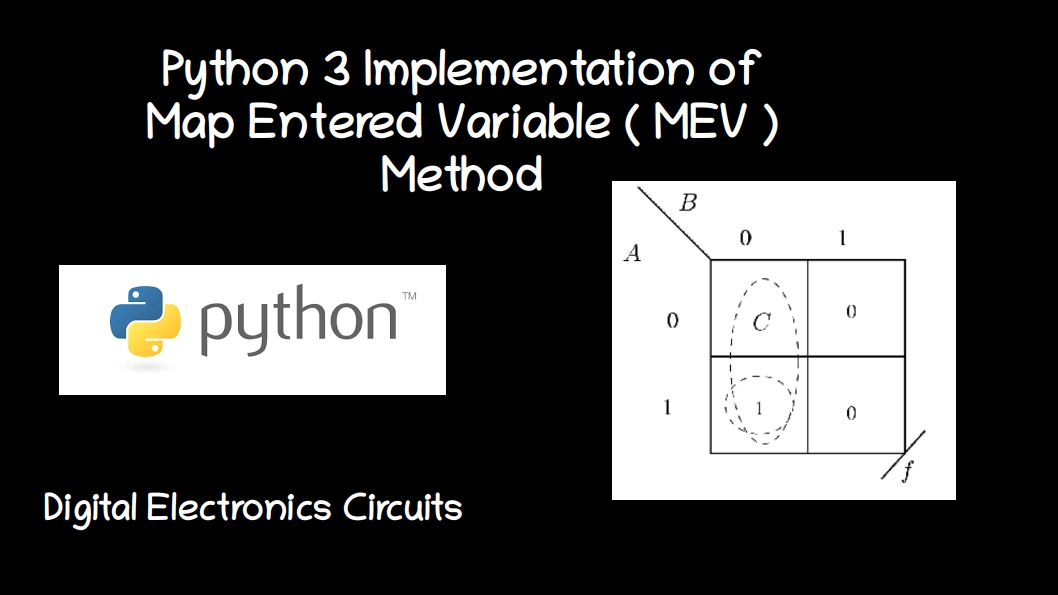 Python 3 Implementation of
Map Entered Variable ( MEV )
Method
B
0 1
A
0 C 0
1 1 0
f
python™
Digital Electronics Circuits